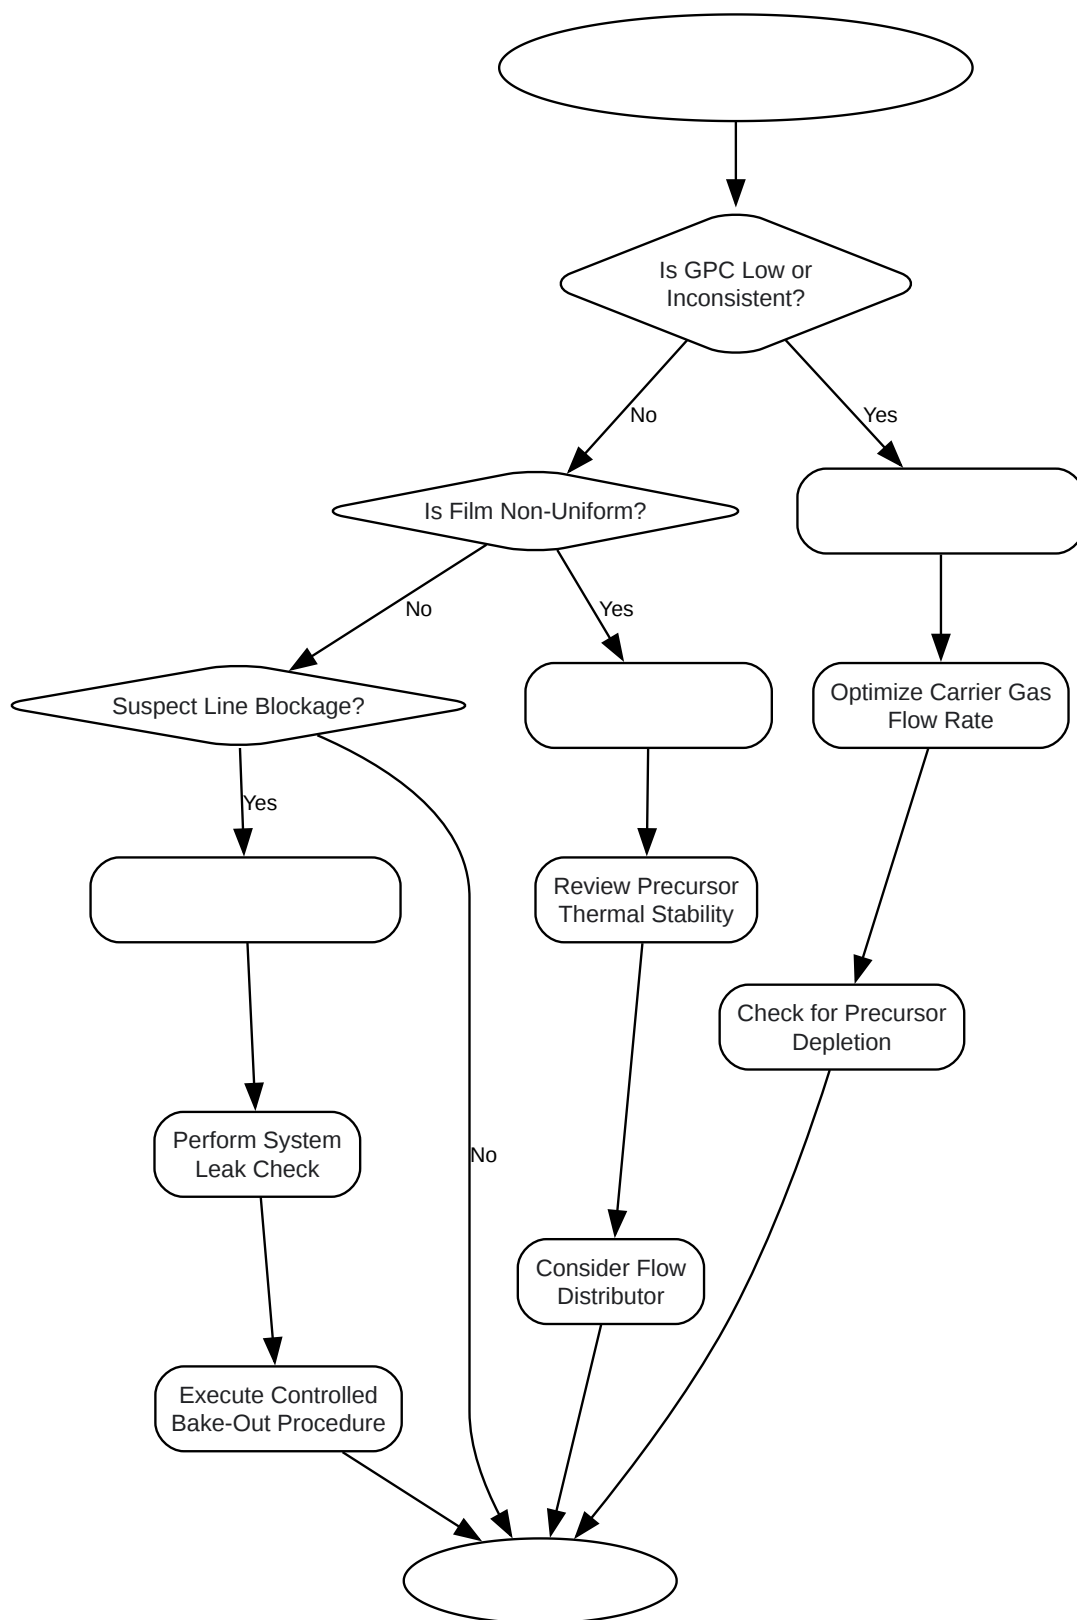 Is GPC Low or
Inconsistent?
No
Yes
Is Film Non-Uniform?
No
Yes
Suspect Line Blockage?
Optimize Carrier Gas
Flow Rate
Yes
Review Precursor
Thermal Stability
Check for Precursor
Depletion
Perform System
Leak Check
No
Consider Flow
Distributor
Execute Controlled
Bake-Out Procedure